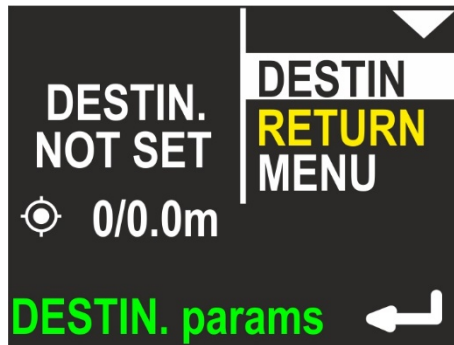 DESTIN.
NOT SET
0/0.0m
DESTIN
RETURN
MENU
DESTIN. params